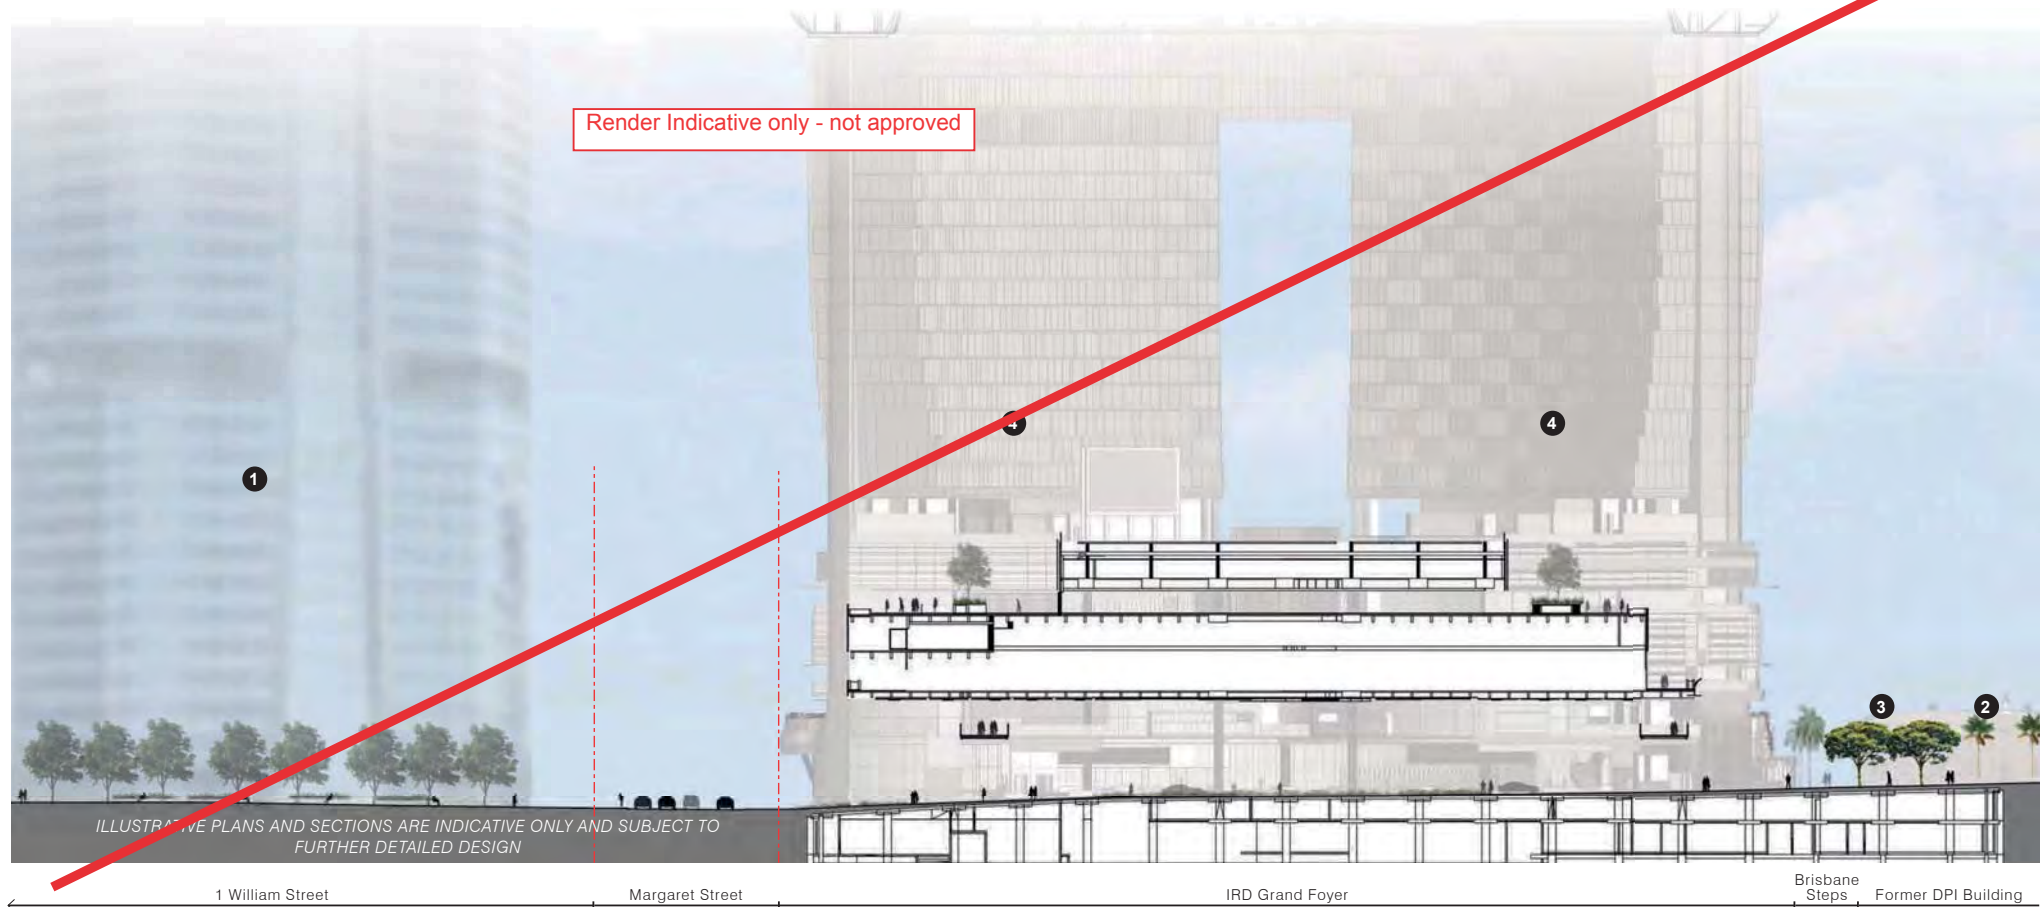 Render Indicative only - not approved
4
4
1
3
2
ILLUSTRATIVE PLANS AND SECTIONS ARE INDICATIVE ONLY AND SUBJECT TO
FURTHER DETAILED DESIGN
1 William Street
Margaret Street
IRD Grand Foyer
Brisbane
Steps
Former DPI Building